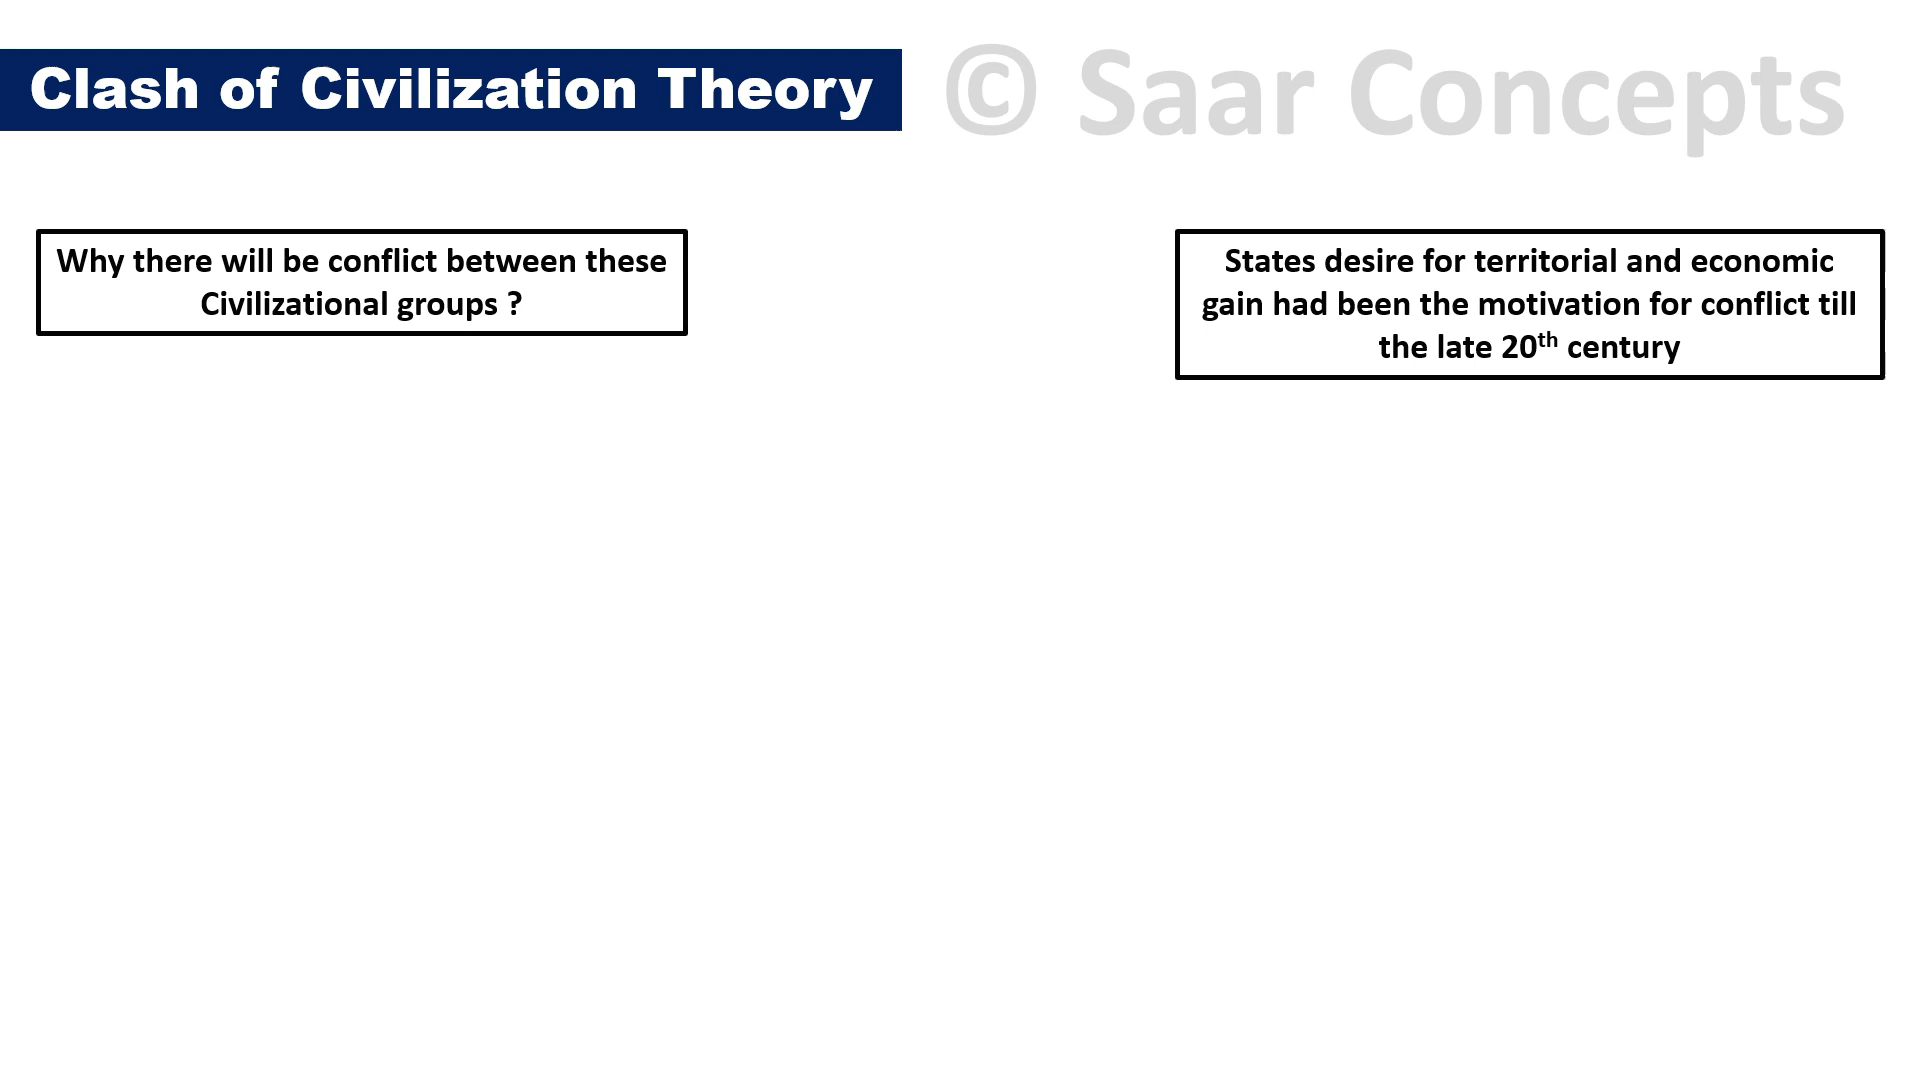 Clash of Civilization Theory
© Saar Concepts
Why there will be conflict between these
Civilizational groups ?
States desire for territorial and economic
gain had been the motivation for conflict till
the late 20th century